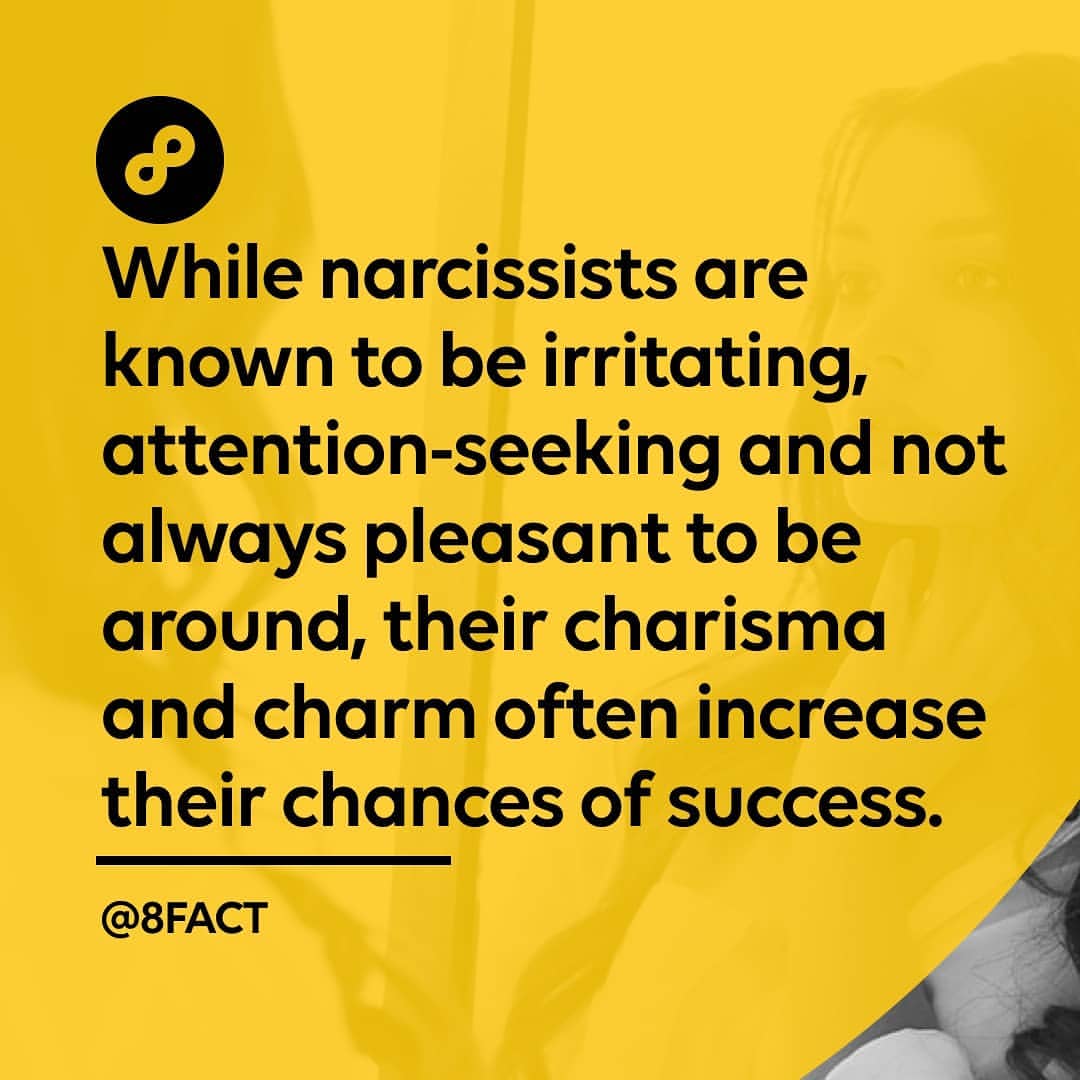 While narcissists are
known to be irritating,
attention-seeking and not
always pleasant to be
around, their charisma
and charm often increase
their chances of success.
@8FACT